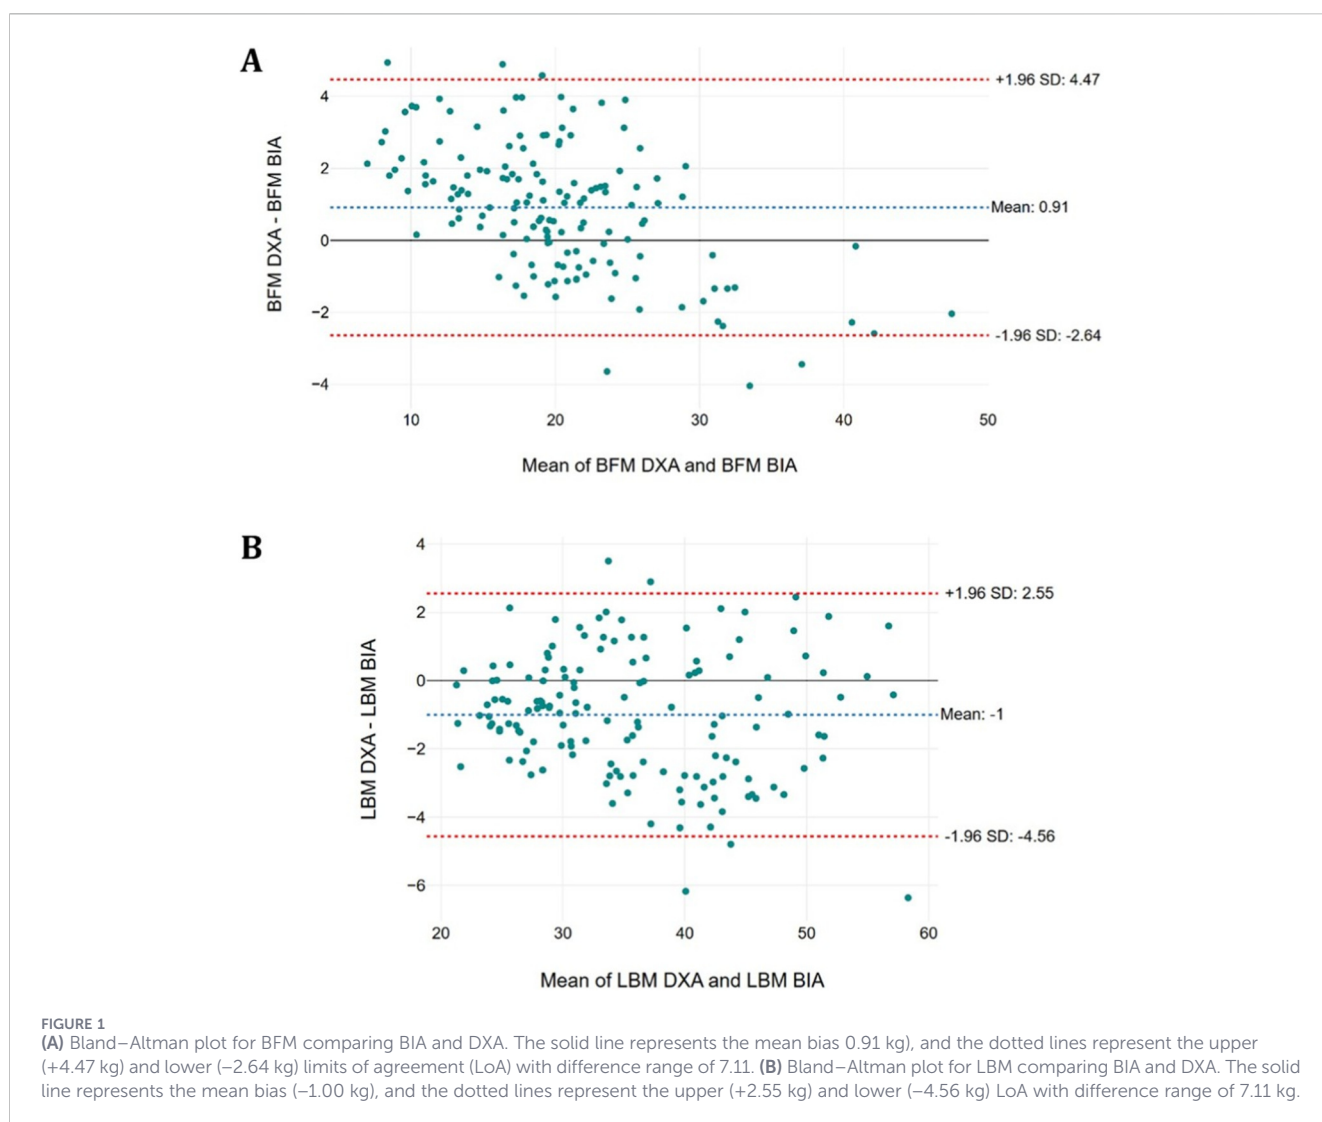 A
+1.96 SD: 4.47
4
2
Mean: 0.91
0
−2
-1.96 SD: -2.64
−4
BFM DXA - BFM BIA
10 20 30 40 50
Mean of BFM DXA and BFM BIA
B
4
+1.96 SD: 2.55
2
0
Mean: -1
−2
−4
-1.96 SD: -4.56
−6
LBM DXA - LBM BIA
20 30 40 50 60
Mean of LBM DXA and LBM BIA
FIGURE 1
(A) Bland–Altman plot for BFM comparing BIA and DXA. The solid line represents the mean bias 0.91 kg), and the dotted lines represent the upper
(+4.47 kg) and lower (−2.64 kg) limits of agreement (LoA) with difference range of 7.11. (B) Bland–Altman plot for LBM comparing BIA and DXA. The solid
line represents the mean bias (−1.00 kg), and the dotted lines represent the upper (+2.55 kg) and lower (−4.56 kg) LoA with difference range of 7.11 kg.